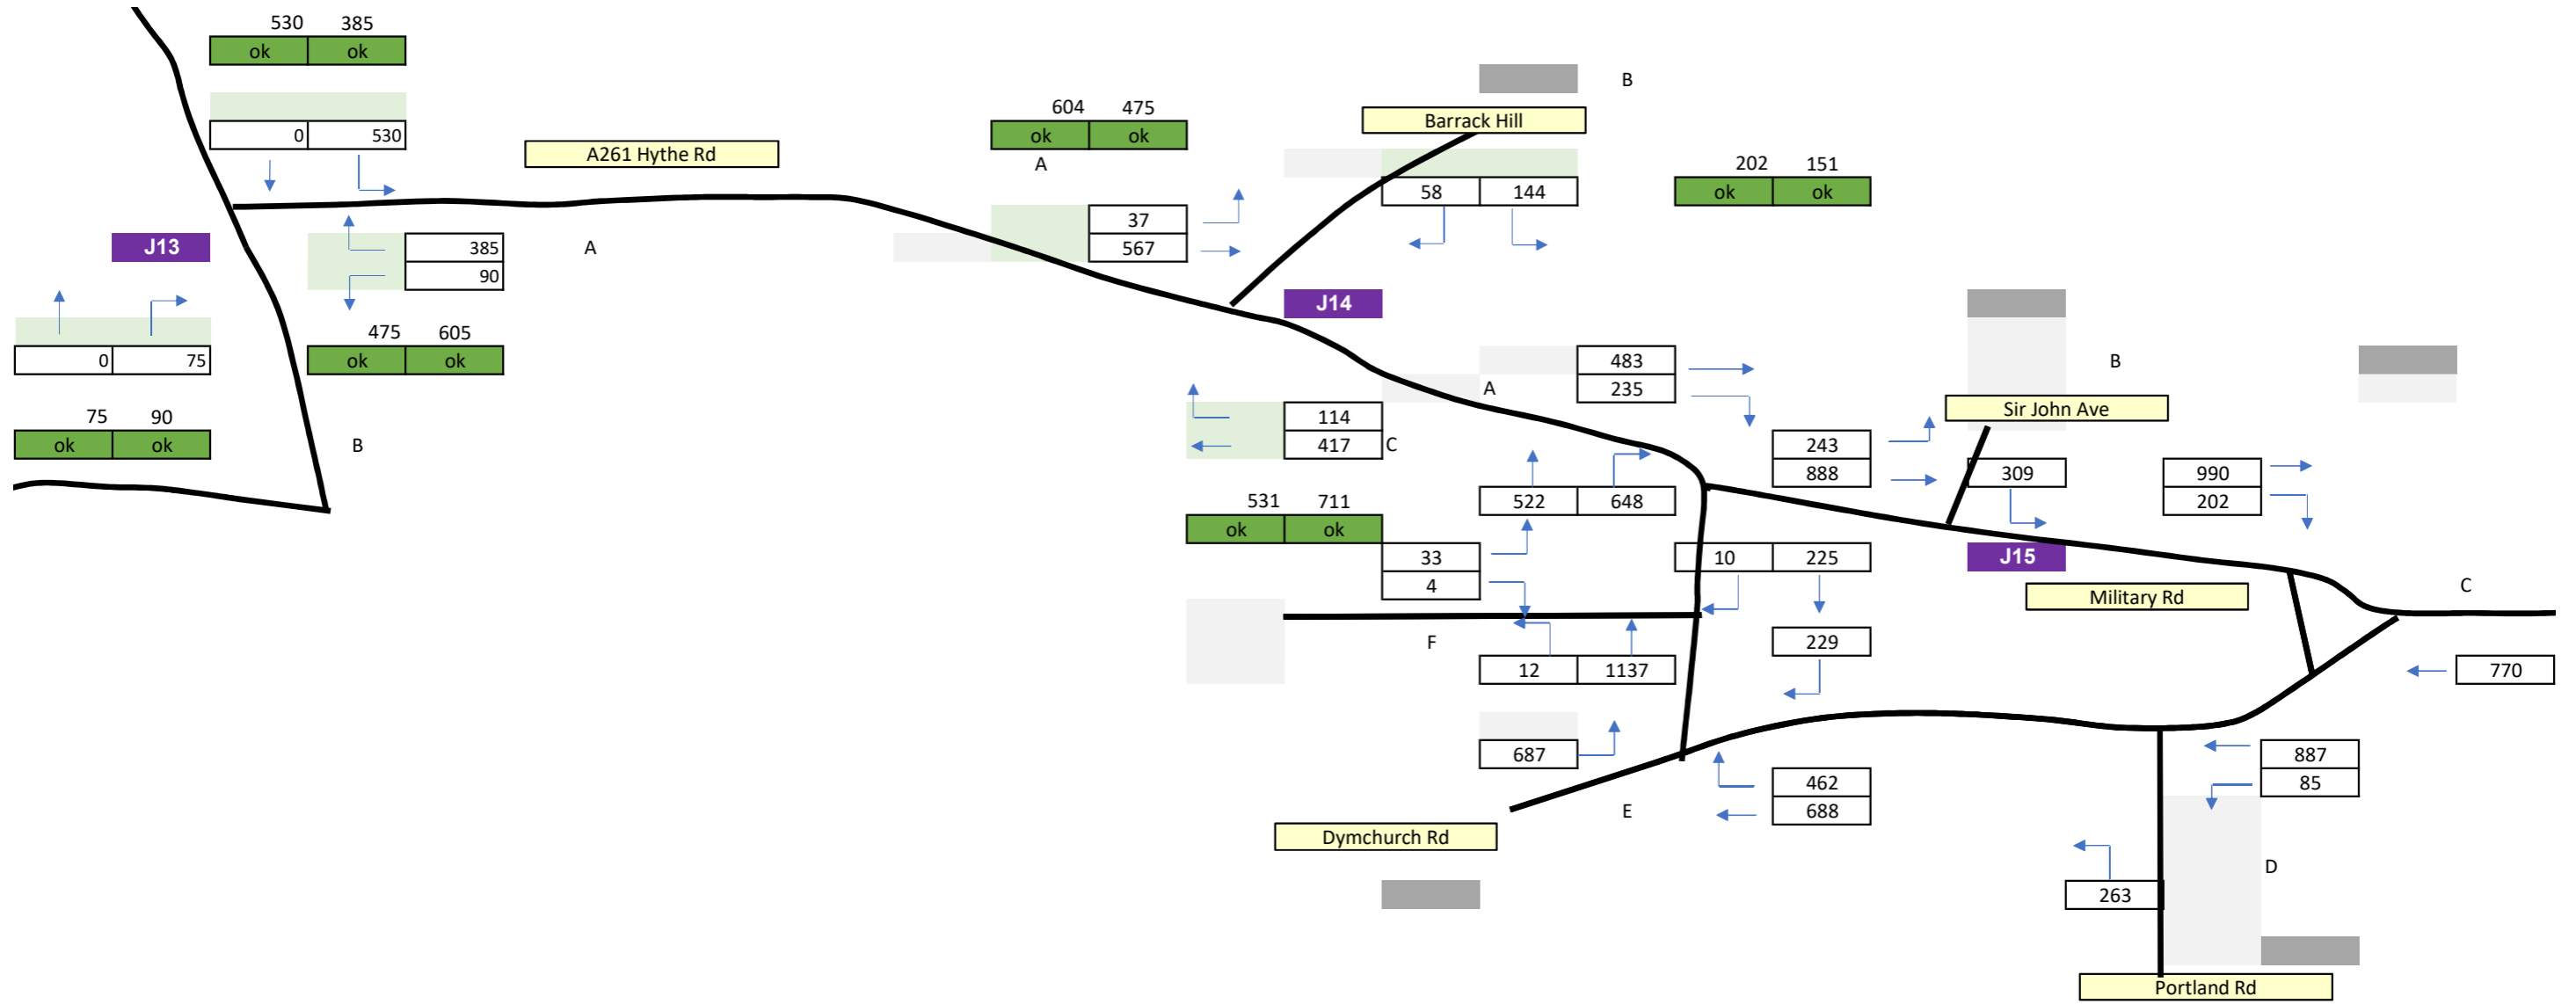 530 385
ok ok
0 530
A261 Hythe Rd
J13
385
90
A
0 75
475 605
ok ok
75 90
ok ok
B
604 475
ok ok
A
37
567
B
Barrack Hill
58 144
202 151
ok ok
J14
114
417
C
531 711
ok ok
A
483
235
522 648
33
4
10 225
F
12 1137
229
687
462
688
E
Dymchurch Rd
243
888
B
Sir John Ave
309
990
202
J15
Military Rd
C
770
887
85
D
263
Portland Rd